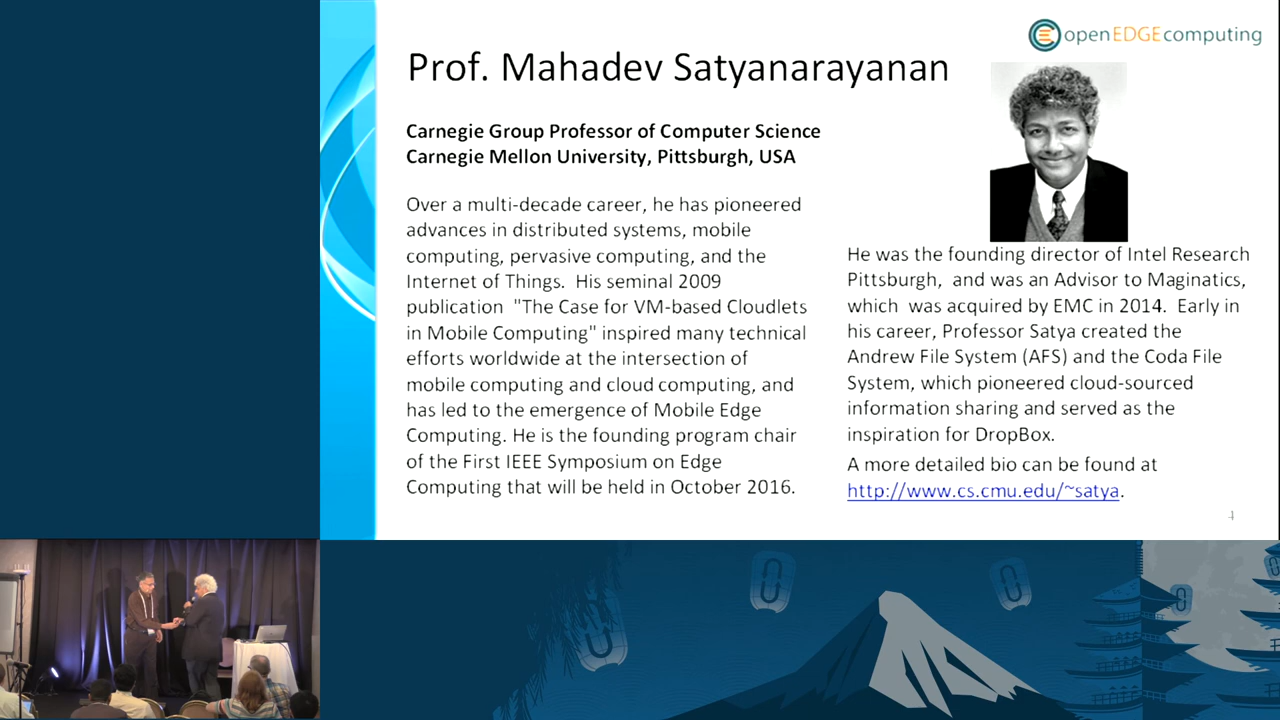 openEDGEcomputing
Prof. Mahadev Satyanarayanan
Carnegie Group Professor of Computer Science
Carnegie Mellon University, Pittsburgh, USA
Over a multi-decade career, he has pioneered
advances in distributed systems, mobile
computing, pervasive computing, and the
Internet of Things. His seminal 2009
publication "The Case for VM-based Cloudlets
in Mobile Computing" inspired many technical
efforts worldwide at the intersection of
mobile computing and cloud computing, and
has led to the emergence of Mobile Edge
Computing. He is the founding program chair
of the First IEEE Symposium on Edge
Computing that will be held in October 2016.
He was the founding director of Intel Research
Pittsburgh, and was an Advisor to Maginatics,
which was acquired by EMC in 2014. Early in
his career, Professor Satya created the
Andrew File System (AFS) and the Coda File
System, which pioneered cloud-sourced
information sharing and served as the
inspiration for DropBox.
A more detailed bio can be found at
http://www.cs.cmu.edu/~satya.
4